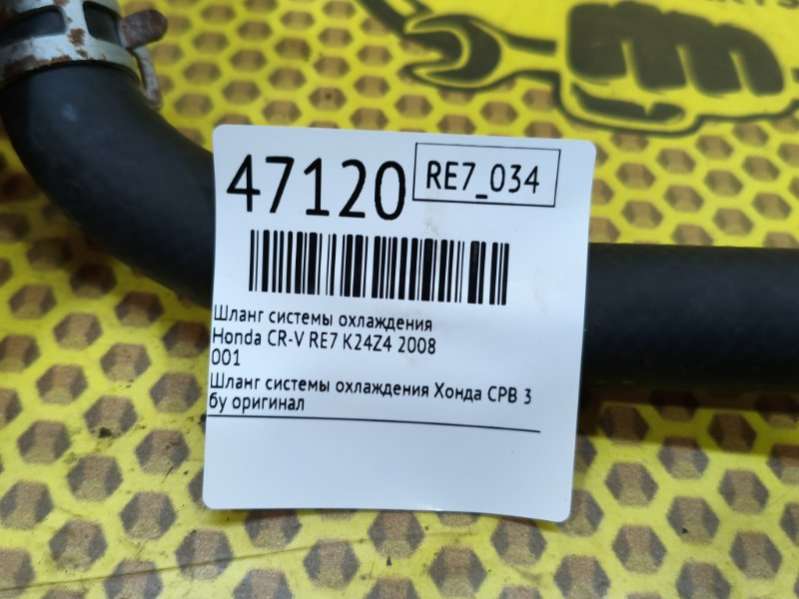 47120
RE7_034
Шланг системы охлаждения
Honda CR-V RE7 K24Z4 2008
001
Шланг системы охлаждения Хонда СРВ 3
бу оригинал